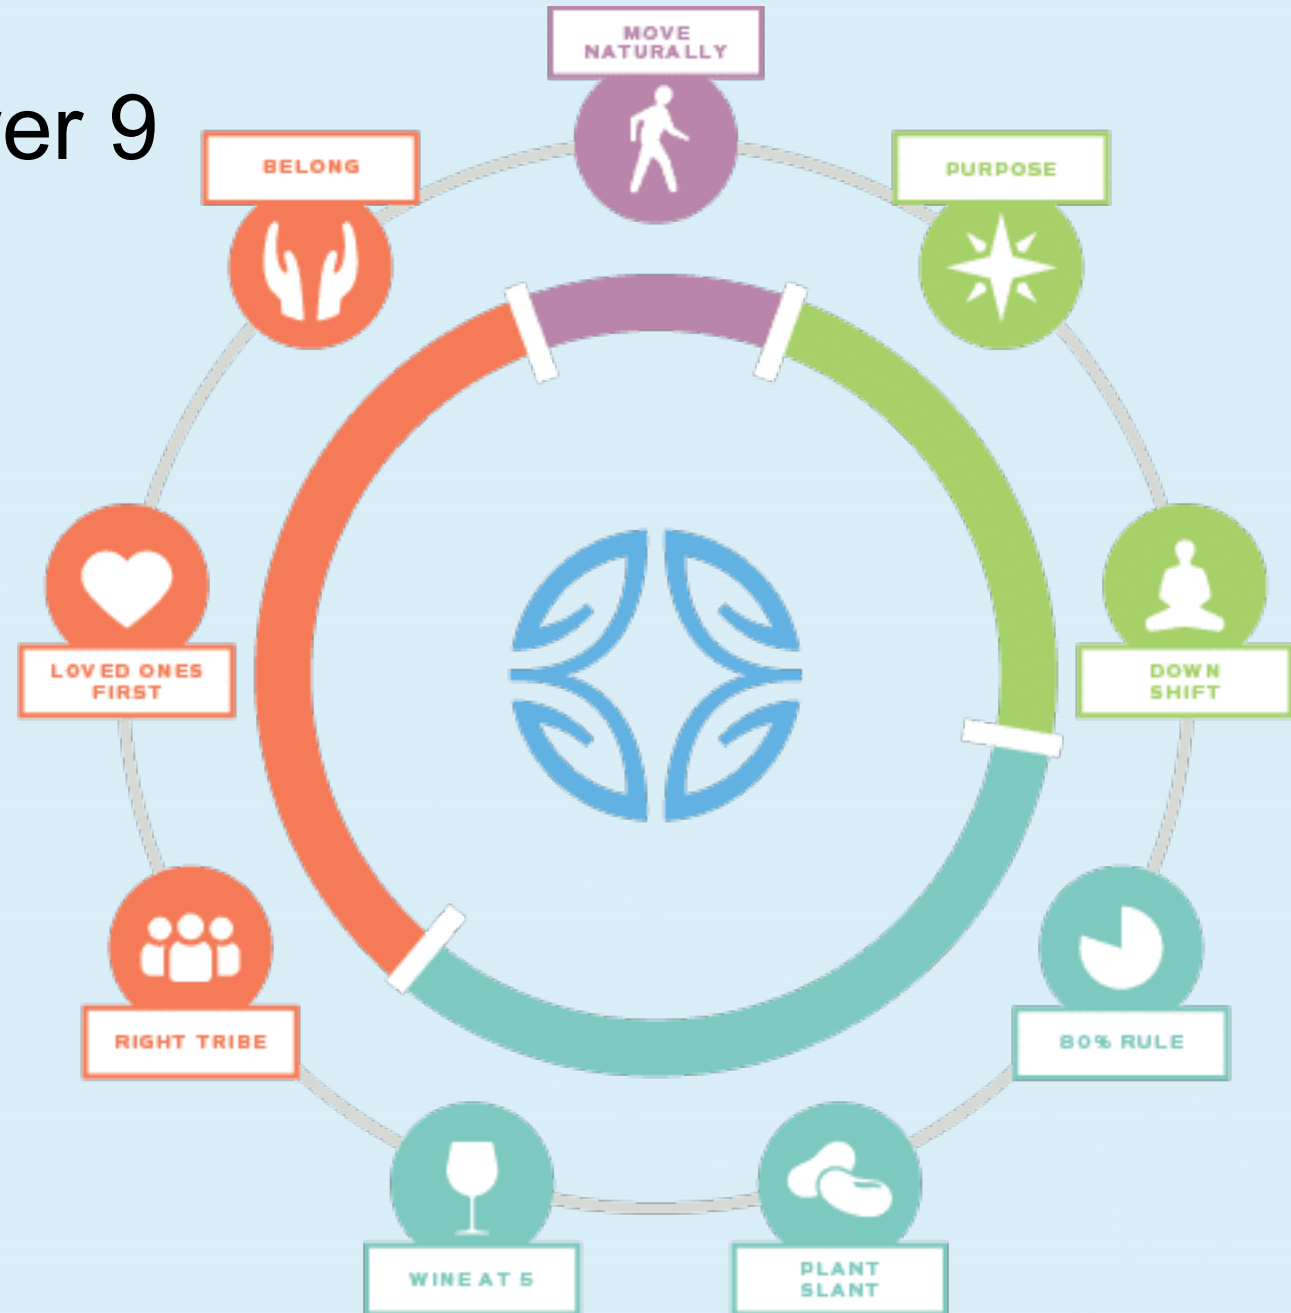 MOVE
NATURALLY
er 9
BELONG
PURPOSE
LOVED ONES
FIRST
DOWN
SHIFT
RIGHT TRIBE
80% RULE
WINE AT 5
PLANT
SLANT